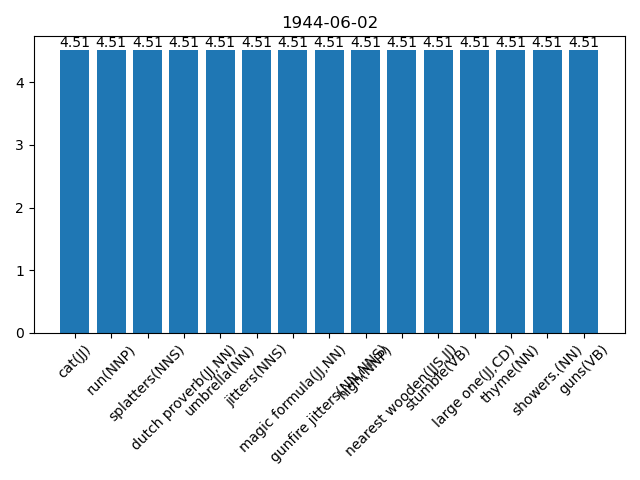 1944-06-02
4.51 4.51 4.51 4.51 4.51 4.51 4.51 4.51 4.51 4.51 4.51 4.51 4.51 4.51 4.51
4
3
2
1
0
cat(JJ)
run(NNP)
splatters(NNS)
dutch proverb(JJ,NN)
umbrella(NN)
jitters(NNS)
magic formula(JJ,NN)
gunfire jitters(NN,NNS)
high(NNP)
nearest wooden(JJS,JJ)
stumble(VB)
large one(JJ,CD)
thyme(NN)
showers.(NN)
guns(VB)